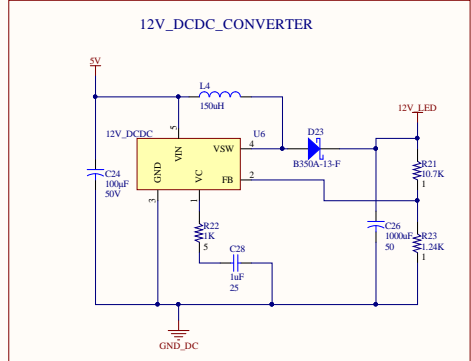 12V_DCDC_CONVERTER
5V
L4
150uH
12V_LED
12V_DCDC
5
U6
D23
VIN
VSW
4
B350A-13-F
C24
100µF
50V
GND
VC
FB
2
R21
10.7K
1
3
1
R22
1K
5
C26
1000uF
50
R23
1.24K
1
C28
1uF
25
GND_DC